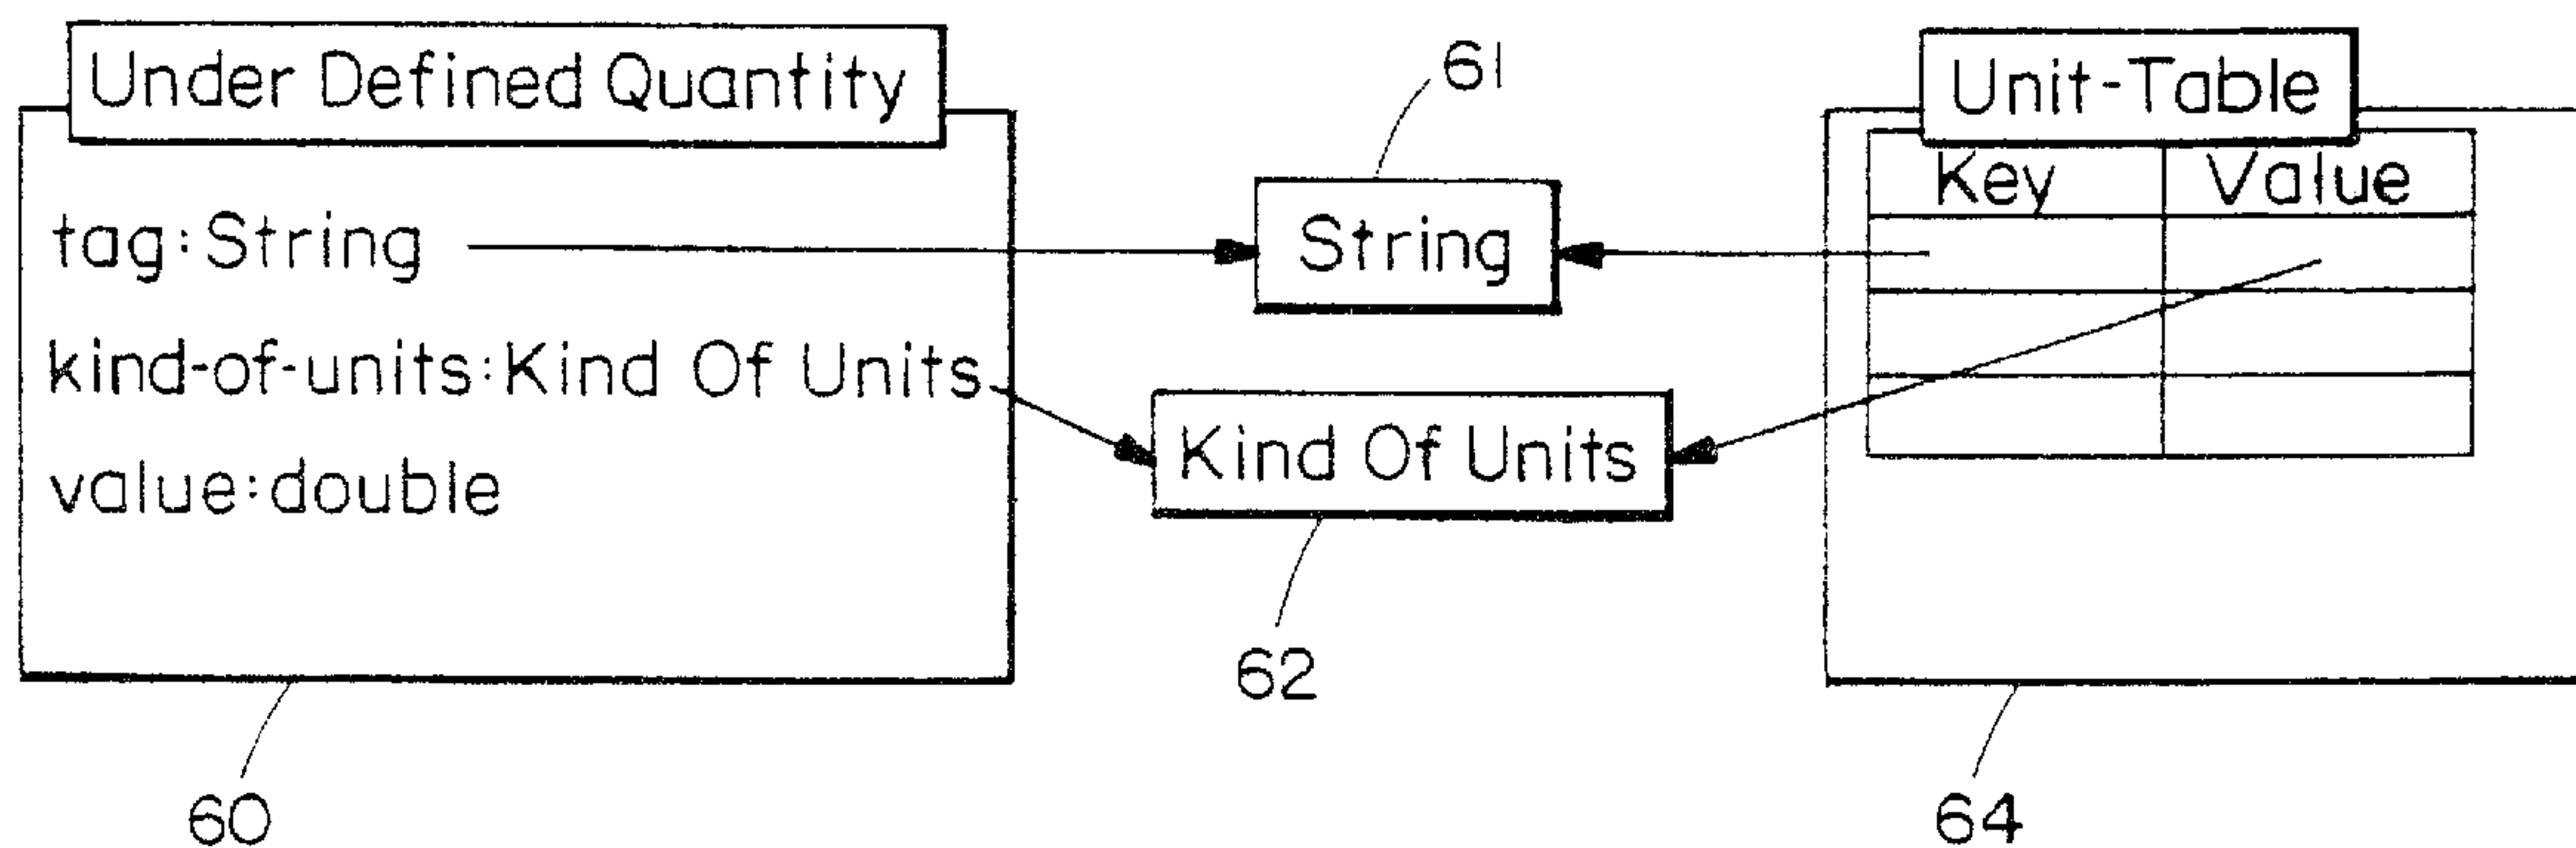 Under Defined Quantity
tag:String
kind-of-units:Kind Of Units
value:double
60
61
String
Kind Of Units
62
Unit-Table
Key Value
64